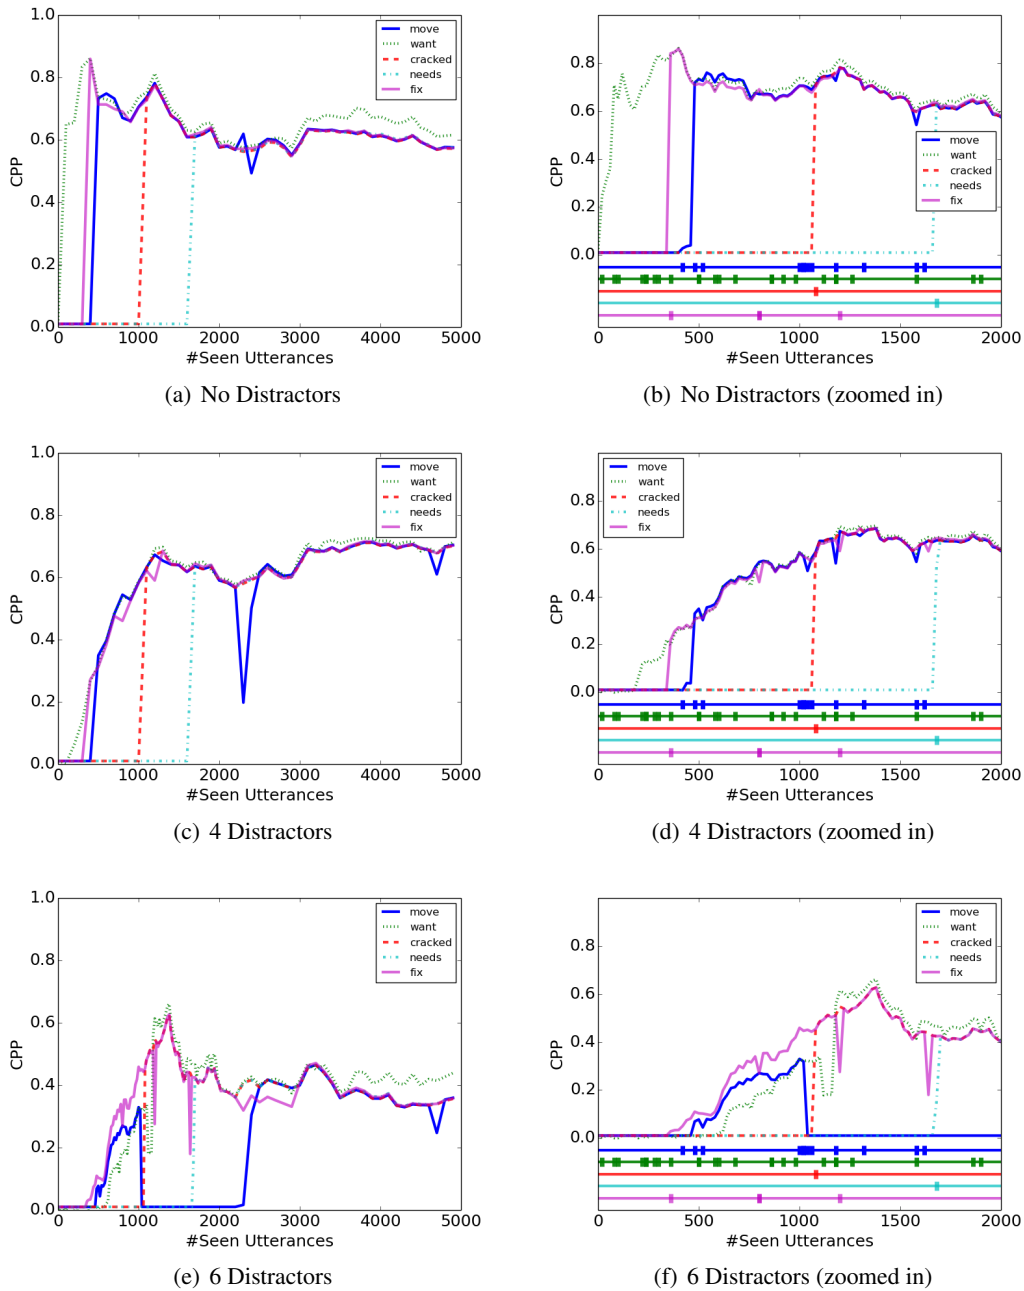 1.0
0.8
0.6
0.4
0.2
0.0
CPP
move
want
cracked
needs
fix
0 1000 2000 3000 4000 5000
#Seen Utterances
(a) No Distractors
0.8
0.6
0.4
0.2
0.0
CPP
move
want
cracked
needs
fix
0 500 1000 1500 2000
#Seen Utterances
(b) No Distractors (zoomed in)
1.0
0.8
0.6
0.4
0.2
0.0
CPP
move
want
cracked
needs
fix
0 1000 2000 3000 4000 5000
#Seen Utterances
(c) 4 Distractors
0.8
0.6
0.4
0.2
0.0
CPP
move
want
cracked
needs
fix
0 500 1000 1500 2000
#Seen Utterances
(d) 4 Distractors (zoomed in)
1.0
0.8
0.6
0.4
0.2
0.0
CPP
move
want
cracked
needs
fix
0 1000 2000 3000 4000 5000
#Seen Utterances
(e) 6 Distractors
0.8
0.6
0.4
0.2
0.0
CPP
move
want
cracked
needs
fix
0 500 1000 1500 2000
#Seen Utterances
(f) 6 Distractors (zoomed in)